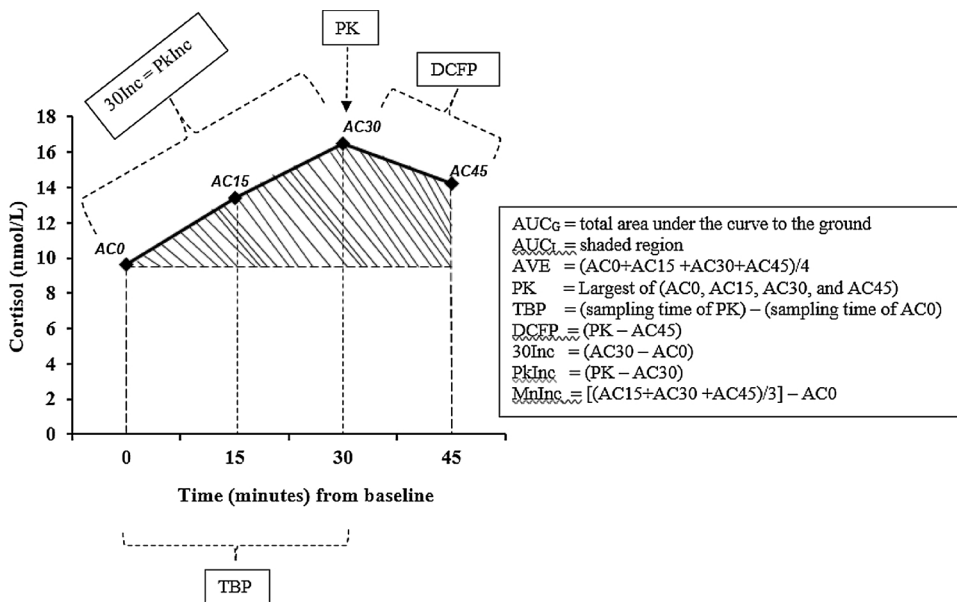 PK
DCFP
30Inc = PkInc
AC30
AC15
AC45
AC0
Cortisol (nmol/L)
18
16
14
12
10
8
6
4
2
0
0 15 30 45
Time (minutes) from baseline
TBP
AUCG = total area under the curve to the ground
AUCI = shaded region
AVE = (AC0+AC15 +AC30+AC45)/4
PK = Largest of (AC0, AC15, AC30, and AC45)
TBP = (sampling time of PK) – (sampling time of AC0)
DCFP = (PK – AC45)
30Inc = (AC30 – AC0)
PkInc = (PK – AC30)
MnInc = [(AC15+AC30 +AC45)/3] – AC0